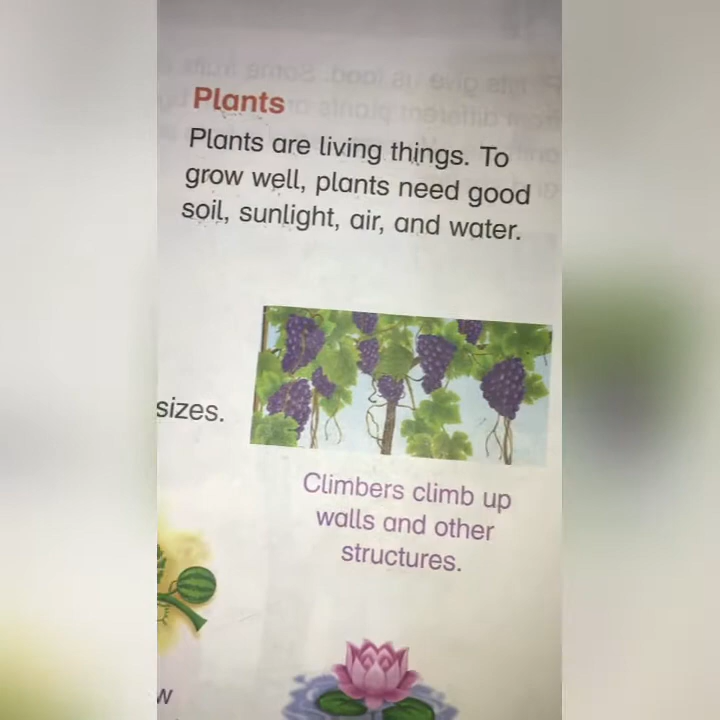 Plants
Plants are living things. To
grow well, plants need good
soil, sunlight, air, and water.
sizes.
Climbers climb up
walls and other
structures.